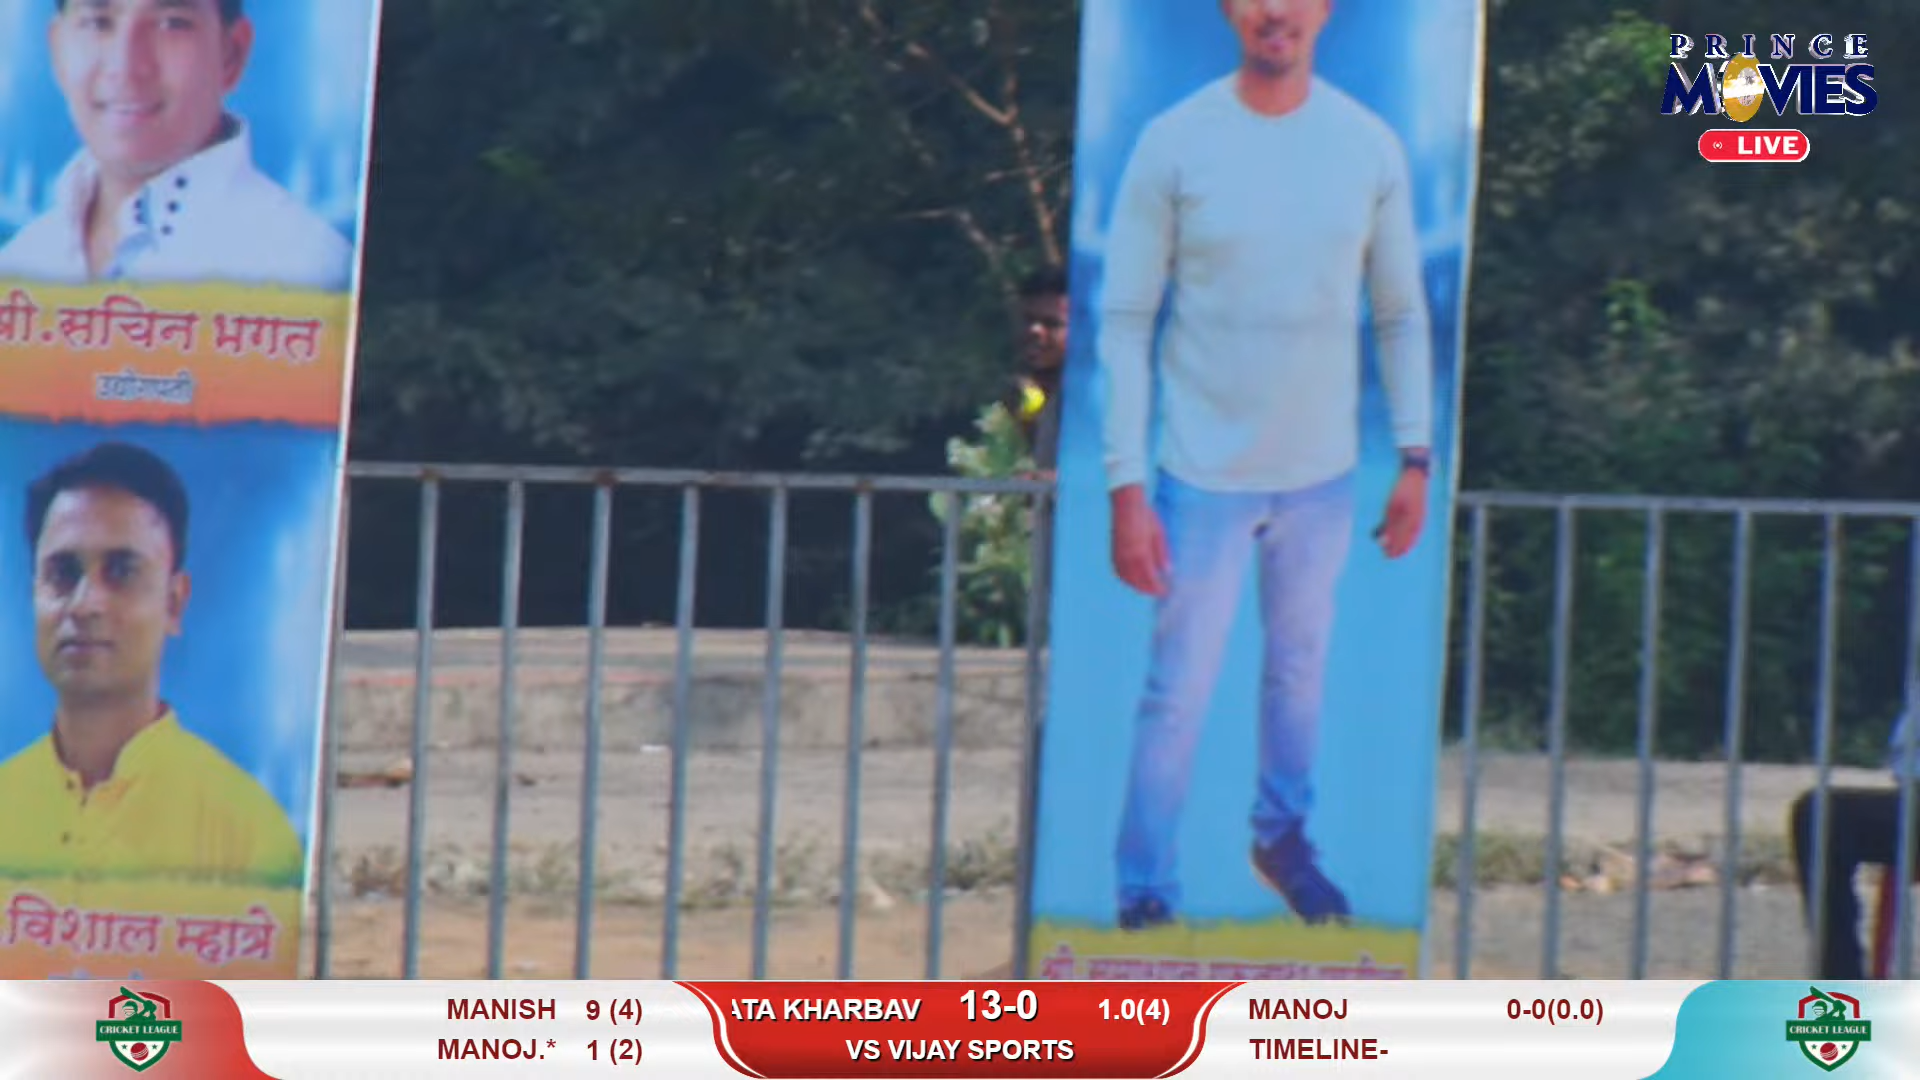 PRINCE
MOVIES
LIVE
श्री.सचिन भगत
उद्योगपती
.विशाल म्हात्रे
CRICKET LEAGUE
MANISH 9 (4)
MANOJ.* 1 (2)
ATA KHARBAV 13-0 1.0(4)
VS VIJAY SPORTS
MANOJ 0-0(0.0)
TIMELINE-
CRICKET LEAGUE